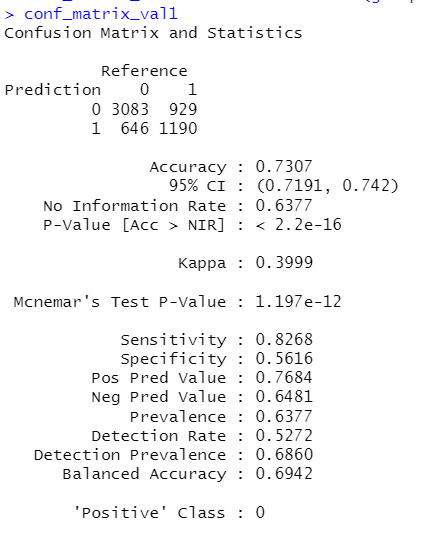 > conf_matrix_val1
Confusion Matrix and Statistics
Reference
Prediction 0 1
0 3083 929
1 646 1190
Accuracy : 0.7307
95% CI : (0.7191, 0.742)
No Information Rate : 0.6377
P-Value [Acc > NIR] : < 2.2e-16
Kappa : 0.3999
Mcnemar's Test P-Value : 1.197e-12
Sensitivity : 0.8268
Specificity : 0.5616
Pos Pred Value : 0.7684
Neg Pred Value : 0.6481
Prevalence : 0.6377
Detection Rate : 0.5272
Detection Prevalence : 0.6860
Balanced Accuracy : 0.6942
'Positive' Class : 0